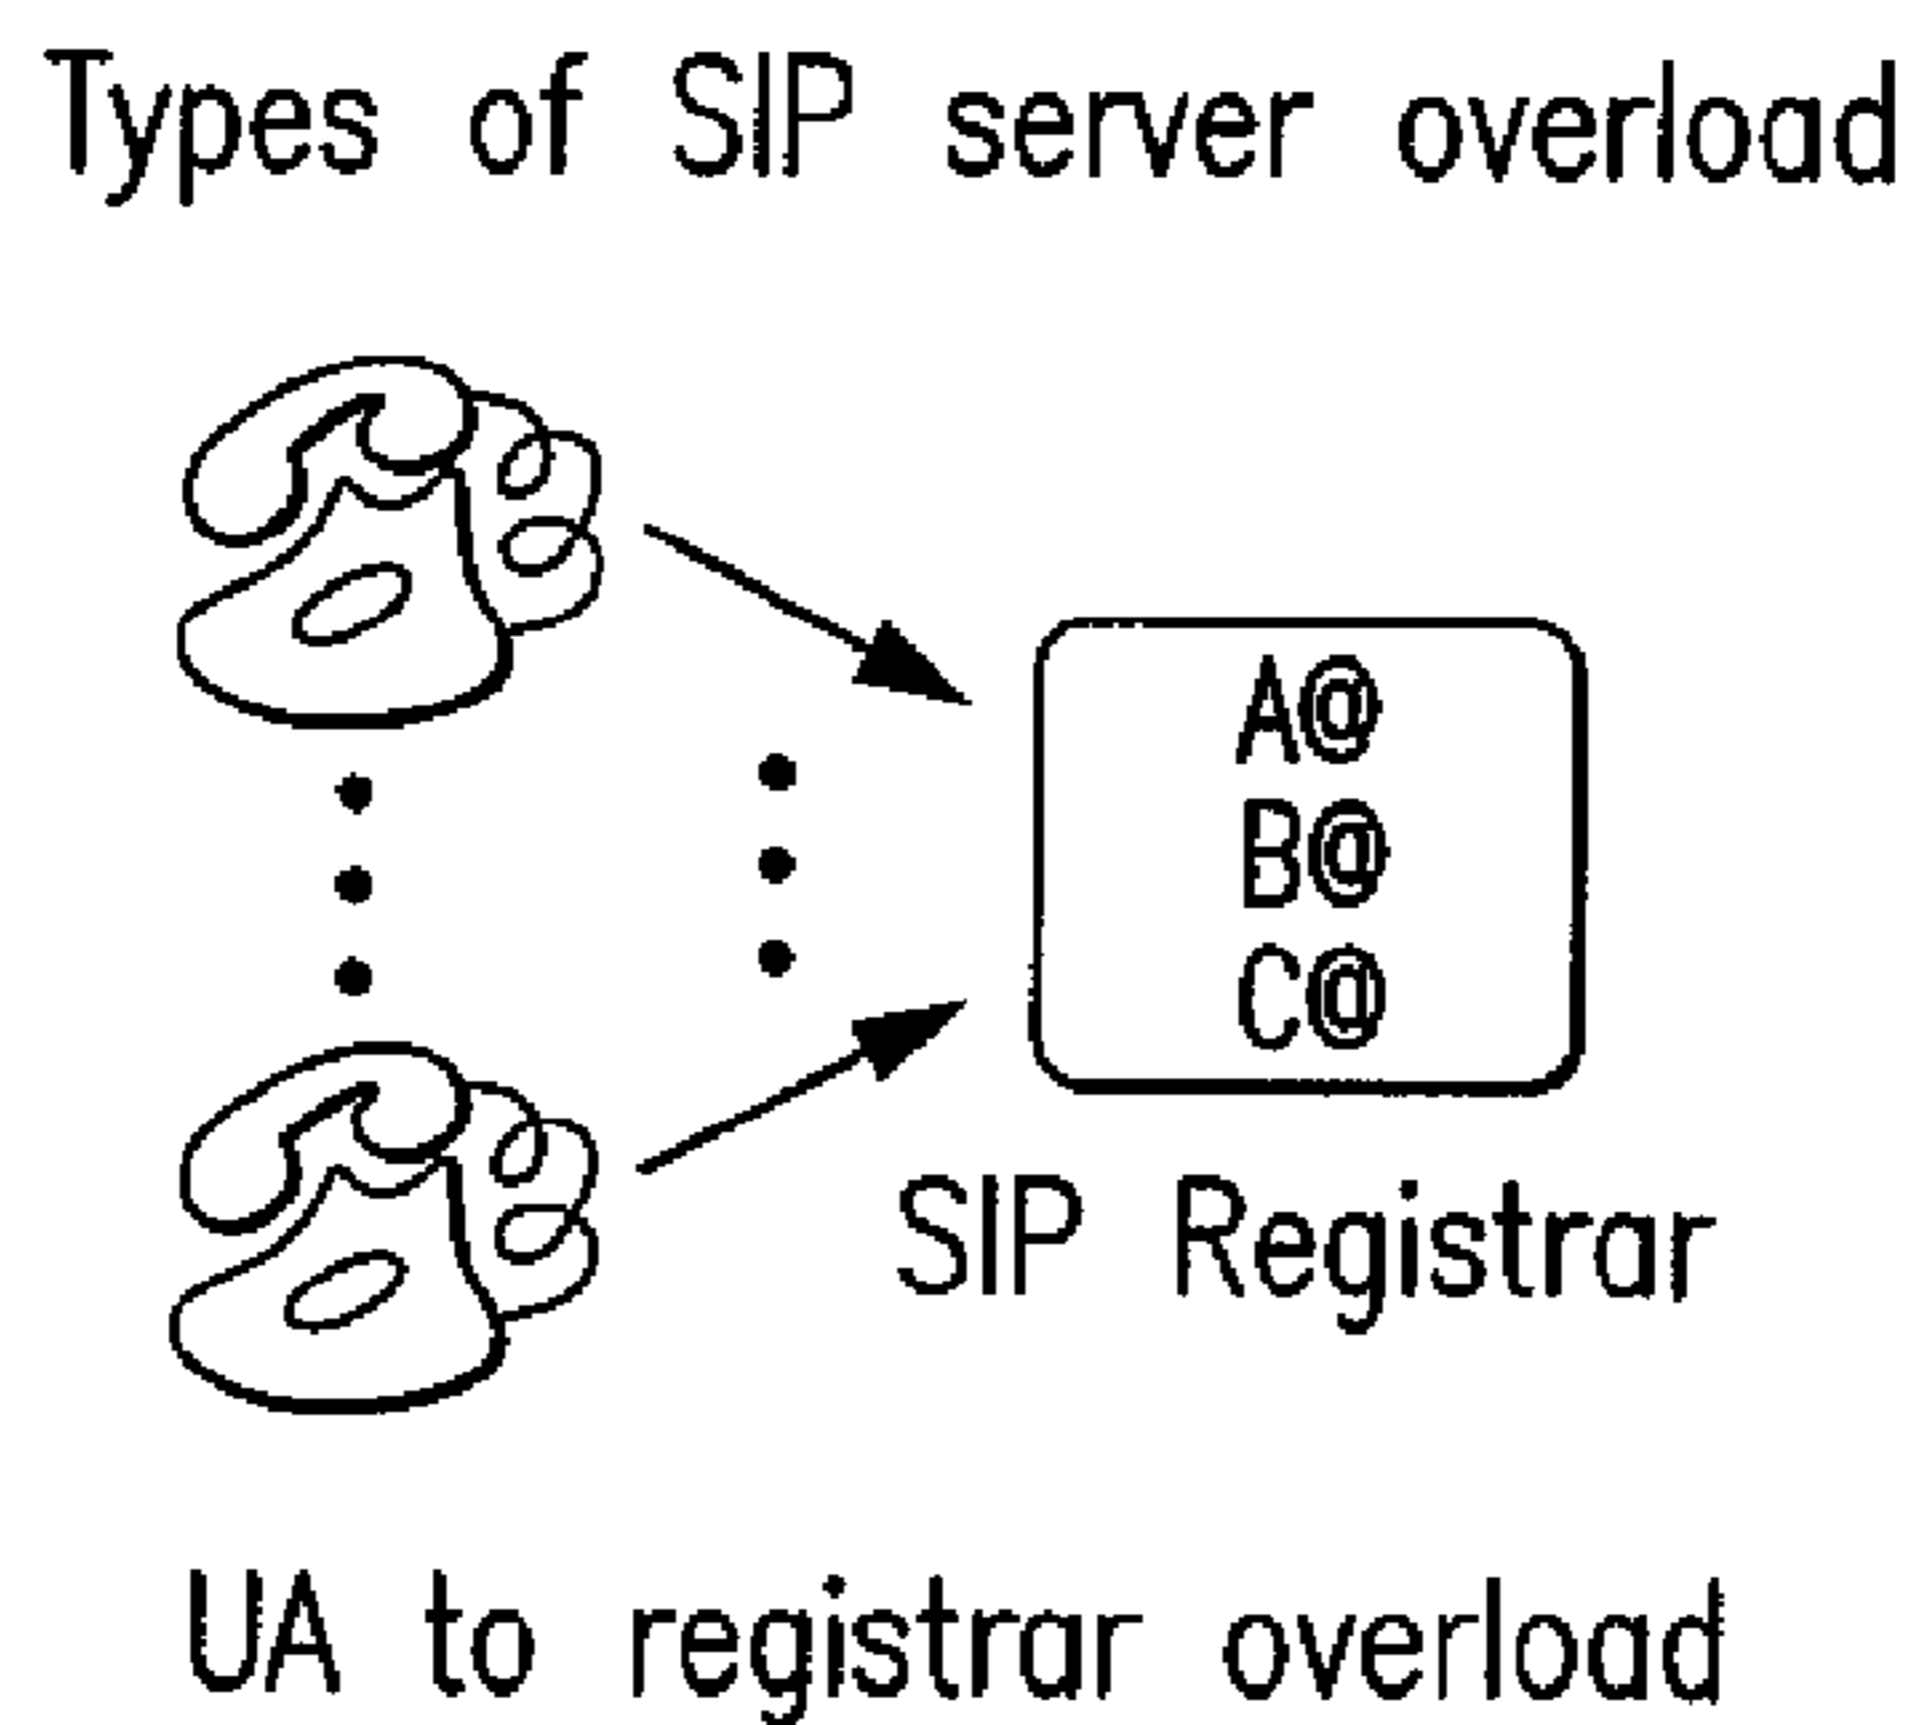 Types of SIP server overload
A@
B@
C@
SIP Registrar
UA to registrar overload